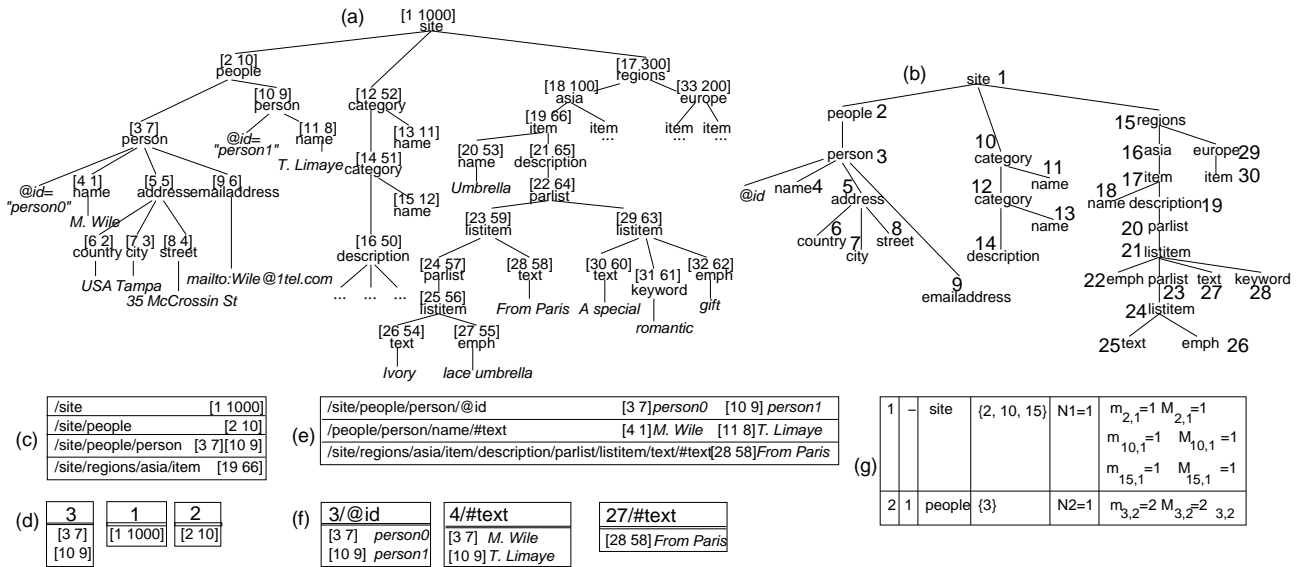 (a)
[1 1000]
site
[2 10]
people
[17 300]
regions
[10 9]
person
[12 52]
category
[18 100]
asia
[33 200]
europe
[3 7]
person
@id=
"person1"
[11 8]
name
T. Limaye
[13 11]
name
[19 66]
item
item
...
item
...
item
...
[14 51]
category
[20 53]
name
Umbrella
[21 65]
description
@id=
"person0"
[4 1]
name
M. Wile
[5 5]
address
[9 6]
emailaddress
[15 12]
name
[22 64]
parlist
[23 59]
listitem
[29 63]
listitem
[6 2]
country
[7 3]
city
[8 4]
street
[16 50]
description
USA
Tampa
35 McCrossin St
mailto:Wile@1tel.com
... ... ...
[24 57]
parlist
[28 58]
text
From Paris
[30 60]
text
A special
[31 61]
keyword
romantic
[32 62]
emph
gift
[25 56]
listitem
[26 54]
text
Ivory
[27 55]
emph
lace umbrella
(b)
site 1
people 2
15 regions
person 3
10
category
16 asia
europe 29
@id
name 4
5
address
11
name
17 item
item 30
12
category
18
name
description
19
6
country
7
city
8
street
13
name
20 parlist
14
description
21 listitem
9
emailaddress
22 emph
parlist
23
text
27
keyword
28
24 listitem
25 text
emph 26
(c)
/site [1 1000]
/site/people [2 10]
/site/people/person [3 7][10 9]
/site/regions/asia/item [19 66]
(d)
3
[3 7]
[10 9]
1
[1 1000]
2
[2 10]
(e)
/site/people/person/@id [3 7] person0 [10 9] person1
/people/person/name/#text [4 1] M. Wile [11 8] T. Limaye
/site/regions/asia/item/description/parlist/listitem/text/#text [28 58] From Paris
(f)
3/@id
[3 7] person0
[10 9] person1
4/#text
[3 7] M. Wile
[10 9] T. Limaye
27/#text
[28 58] From Paris
(g)
1 – site {2, 10, 15} N1=1 m2,1=1 M2,1=1
m10,1=1 M10,1=1
m15,1=1 M15,1=1
2 1 people {3} N2=1 m3,2=2 M3,2=2 3,2